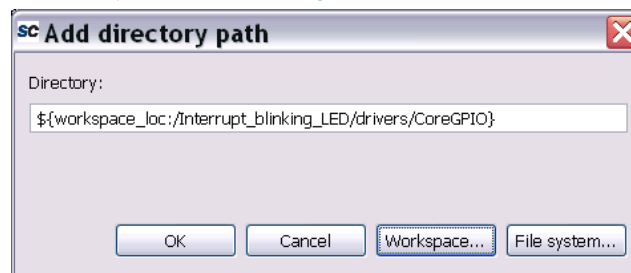 SC Add directory path
Directory:
${workspace_loc:/Interrupt_blinking_LED/drivers/CoreGPIO}
OK Cancel Workspace... File system...